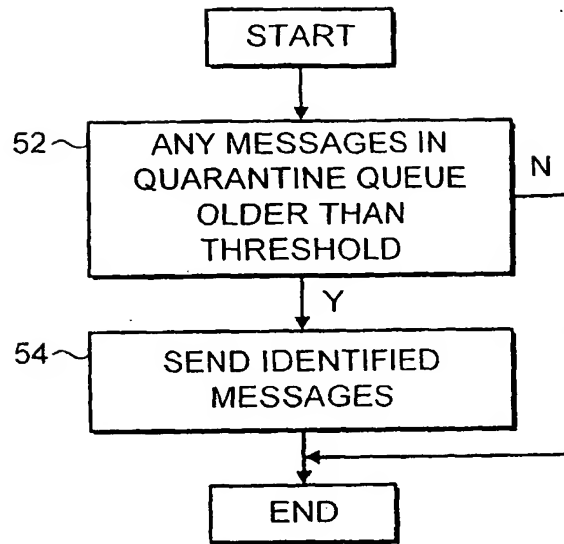 START
52
ANY MESSAGES IN
QUARANTINE QUEUE
OLDER THAN
THRESHOLD
N
Y
54
SEND IDENTIFIED
MESSAGES
END